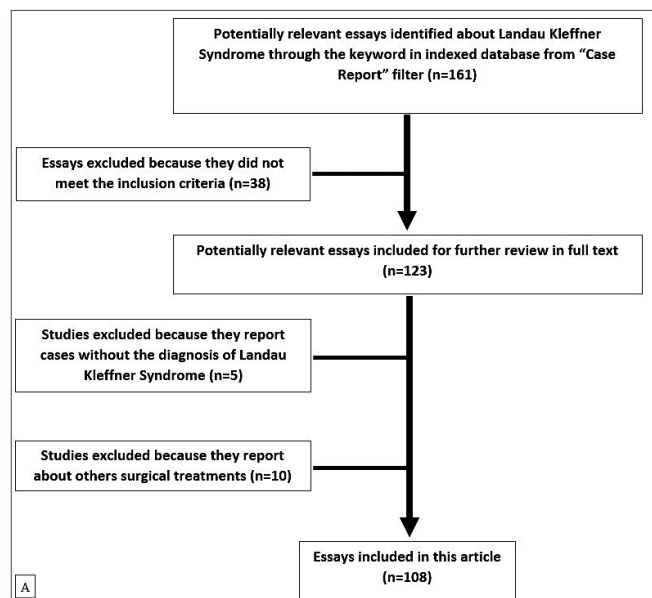 Potentially relevant essays identified about Landau Kleffner
Syndrome through the keyword in indexed database from “Case
Report” filter (n=161)
Essays excluded because they did not
meet the inclusion criteria (n=38)
Potentially relevant essays included for further review in full text
(n=123)
Studies excluded because they report
cases without the diagnosis of Landau
Kleffner Syndrome (n=5)
Studies excluded because they report
about others surgical treatments (n=10)
Essays included in this article
(n=108)
A